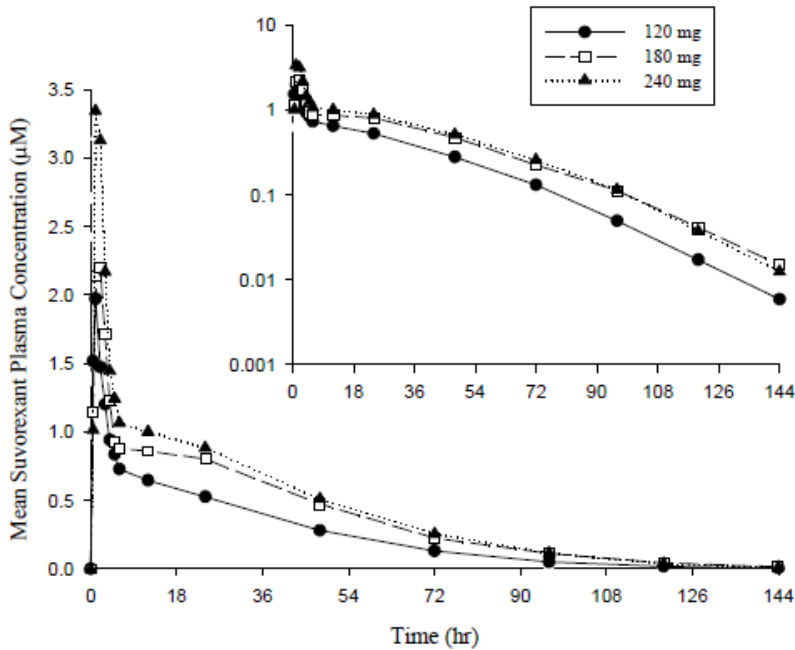 120 mg
180 mg
240 mg
10
1
0.1
0.01
0.001
0 18 36 54 72 90 108 126 144
Mean Suvorexant Plasma Concentration (µM)
3.5
3.0
2.5
2.0
1.5
1.0
0.5
0.0
0 18 36 54 72 90 108 126 144
Time (hr)